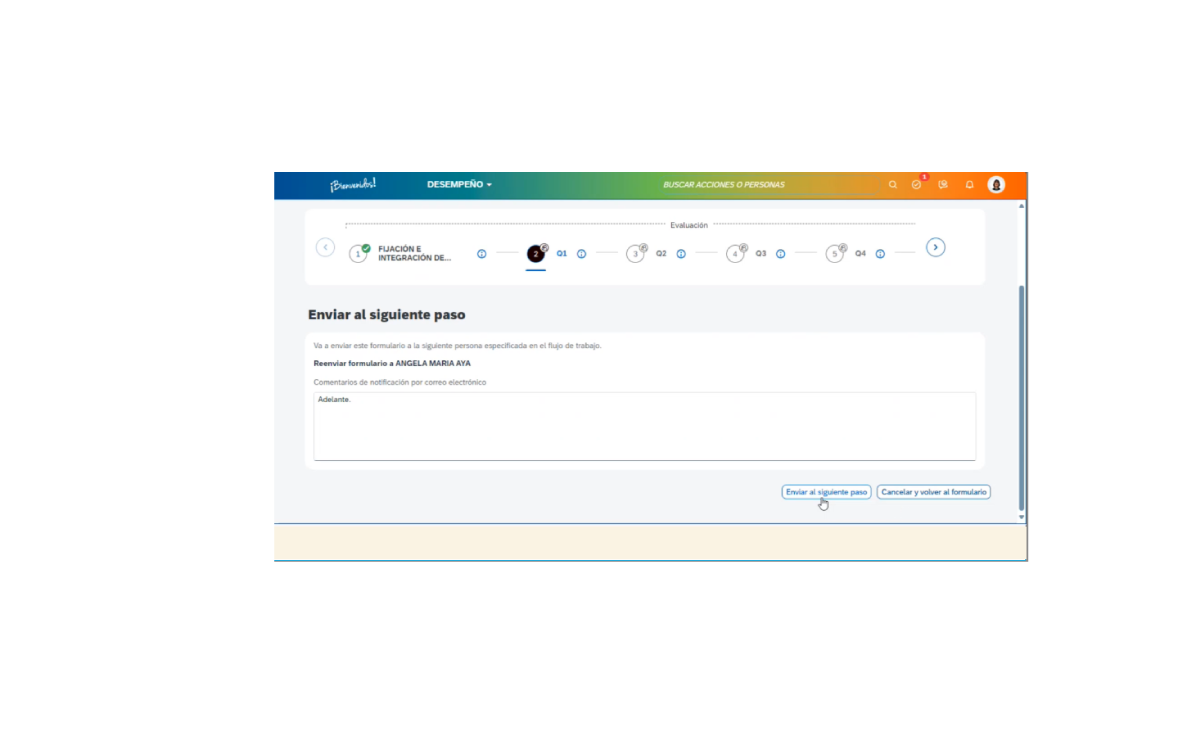 ¡Bienvenidos!
DESEMPEÑO
BUSCAR ACCIONES O PERSONAS
1
Evaluación
1
FIJACIÓN E
INTEGRACIÓN DE...
2
Q1
3
Q2
4
Q3
5
Q4
Enviar al siguiente paso
Va a enviar este formulario a la siguiente persona especificada en el flujo de trabajo.
Reenviar formulario a ANGELA MARIA AYA
Comentarios de notificación por correo electrónico
Adelante.
Enviar al siguiente paso
Cancelar y volver al formulario